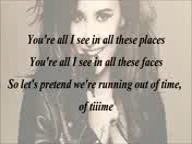 You're all I see in all these places
You're all I see in all these faces
So let's pretend we're running out of time,
of tiiime